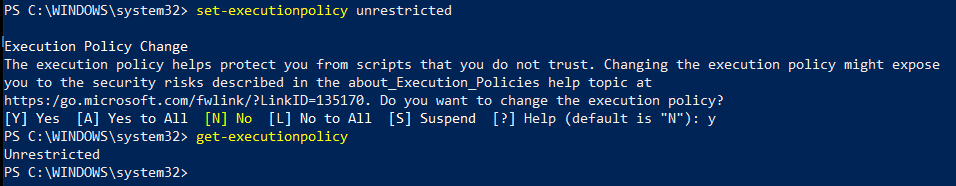 PS C:\WINDOWS\system32> set-executionpolicy unrestricted
Execution Policy Change
The execution policy helps protect you from scripts that you do not trust. Changing the execution policy might expose
you to the security risks described in the about_Execution_Policies help topic at
https:/go.microsoft.com/fwlink/?LinkID=135170. Do you want to change the execution policy?
[Y] Yes  [A] Yes to All  [N] No  [L] No to All  [S] Suspend  [?] Help (default is "N"): y
PS C:\WINDOWS\system32> get-executionpolicy
Unrestricted
PS C:\WINDOWS\system32>